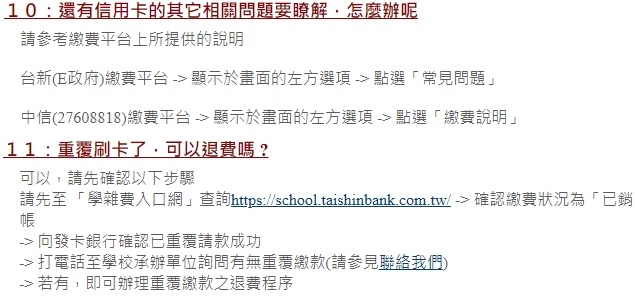 １０：還有信用卡的其它相關問題要瞭解，怎麼辦呢
請參考繳費平台上所提供的說明
台新(E政府)繳費平台 -> 顯示於畫面的左方選項 -> 點選「常見問題」
中信(27608818)繳費平台 -> 顯示於畫面的左方選項 -> 點選「繳費說明」
１１：重覆刷卡了，可以退費嗎？
可以，請先確認以下步驟
請先至 「學雜費入口網」查詢https://school.taishinbank.com.tw/ -> 確認繳費狀況為「已銷
帳
-> 向發卡銀行確認已重覆請款成功
-> 打電話至學校承辦單位詢問有無重覆繳款(請參見聯絡我們)
-> 若有，即可辦理重覆繳款之退費程序